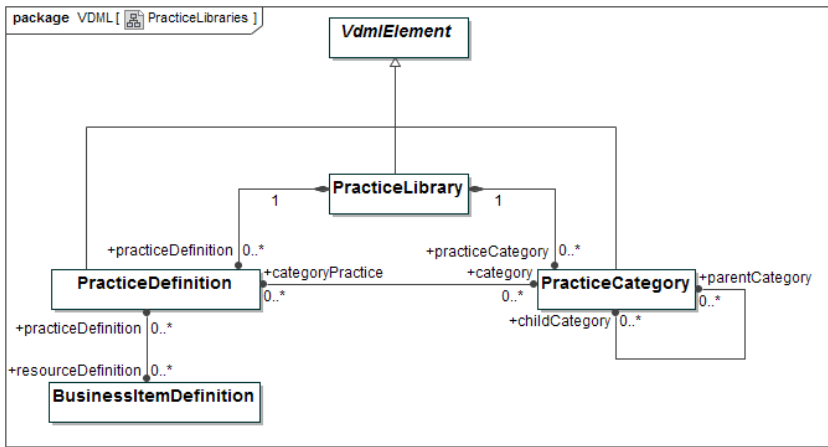 package VDML [ PracticeLibraries ]
VdmlElement
PracticeLibrary
1
1
+practiceDefinition 0..*
+practiceCategory 0..*
+categoryPractice
+category
+parentCategory
PracticeDefinition
PracticeCategory
0..*
0..*
0..*
+practiceDefinition 0..*
+childCategory 0..*
+resourceDefinition 0..*
BusinessItemDefinition